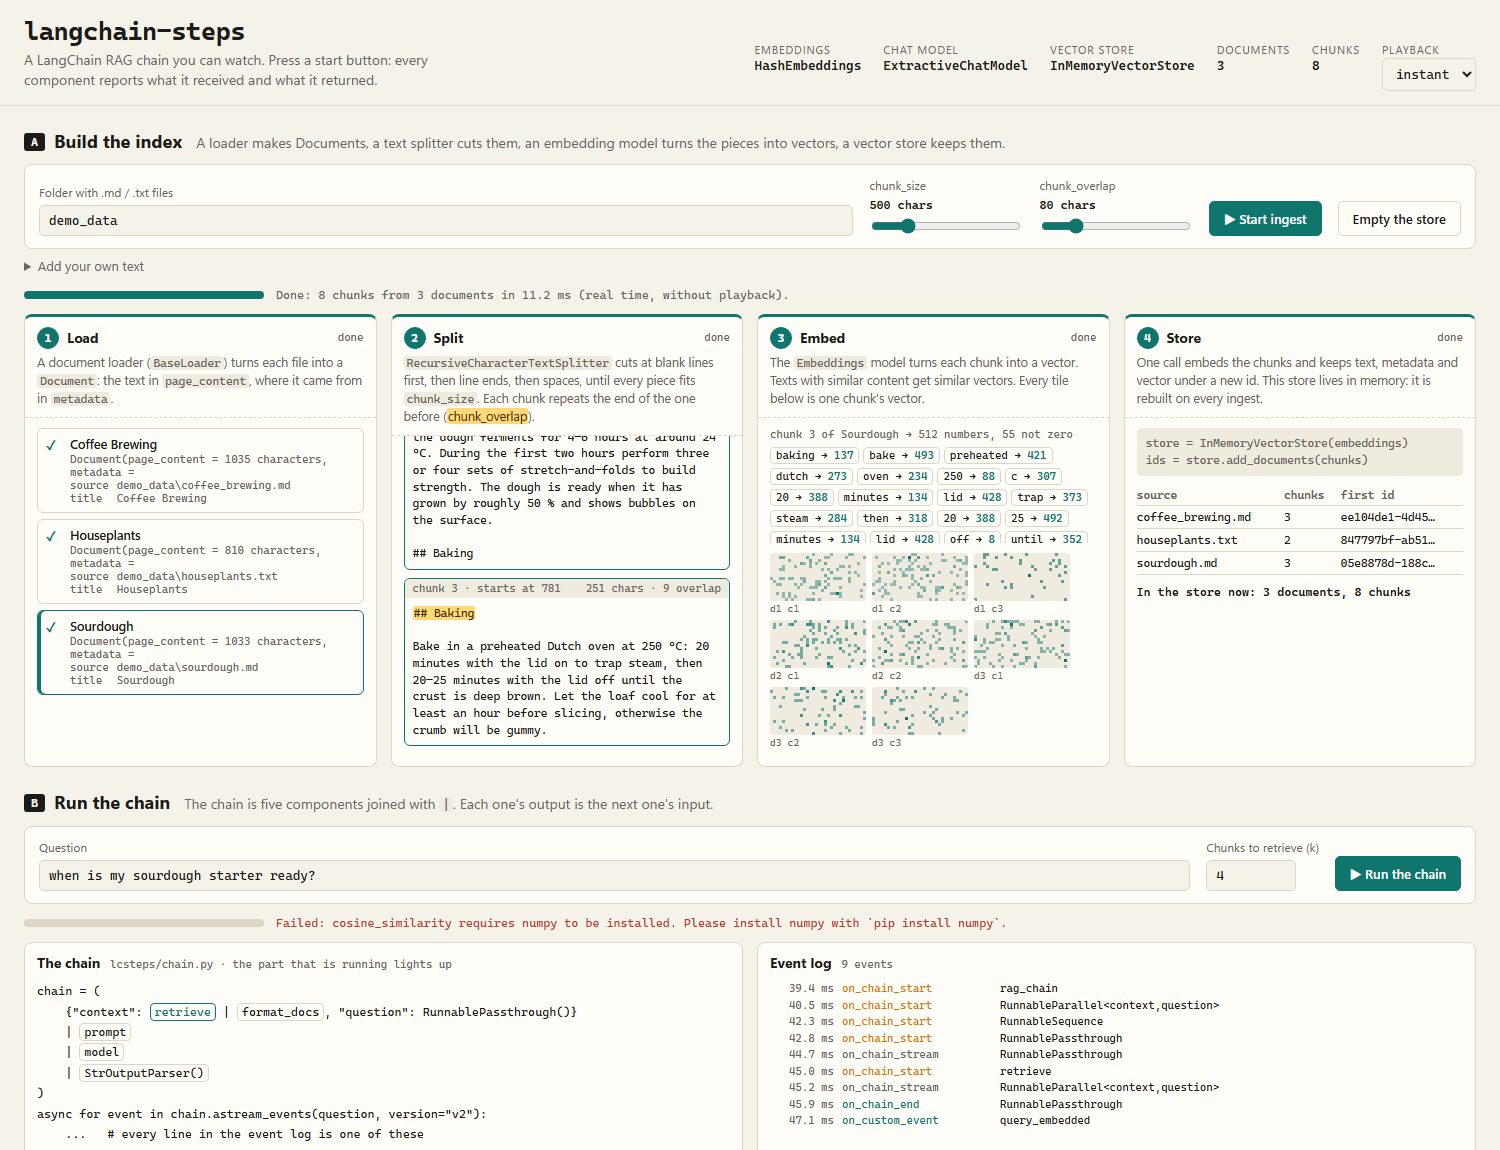 langchain-steps
A LangChain RAG chain you can watch. Press a start button: every
component reports what it received and what it returned.
EMBEDDINGS
HashEmbeddings
CHAT MODEL
ExtractiveChatModel
VECTOR STORE
InMemoryVectorStore
DOCUMENTS
3
CHUNKS
8
PLAYBACK
instant
A Build the index A loader makes Documents, a text splitter cuts them, an embedding model turns the pieces into vectors, a vector store keeps them.
Folder with .md / .txt files
demo_data
chunk_size
500 chars
chunk_overlap
80 chars
▶ Start ingest
Empty the store
▶ Add your own text
Done: 8 chunks from 3 documents in 11.2 ms (real time, without playback).
1 Load done
A document loader (BaseLoader) turns each file into a
Document: the text in page_content, where it came from
in metadata.
✓ Coffee Brewing
Document(page_content = 1035 characters,
metadata =
source demo_data\coffee_brewing.md
title Coffee Brewing
✓ Houseplants
Document(page_content = 810 characters,
metadata =
source demo_data\houseplants.txt
title Houseplants
✓ Sourdough
Document(page_content = 1033 characters,
metadata =
source demo_data\sourdough.md
title Sourdough
2 Split done
RecursiveCharacterTextSplitter cuts at blank lines
first, then line ends, then spaces, until every piece fits
chunk_size. Each chunk repeats the end of the one
before (chunk_overlap).
the dough ferments for 4–6 hours at around 24
°C. During the first two hours perform three
or four sets of stretch-and-folds to build
strength. The dough is ready when it has
grown by roughly 50 % and shows bubbles on
the surface.
## Baking
chunk 3 · starts at 781 251 chars · 9 overlap
## Baking
Bake in a preheated Dutch oven at 250 °C: 20
minutes with the lid on to trap steam, then
20–25 minutes with the lid off until the
crust is deep brown. Let the loaf cool for at
least an hour before slicing, otherwise the
crumb will be gummy.
3 Embed done
The Embeddings model turns each chunk into a vector.
Texts with similar content get similar vectors. Every tile
below is one chunk's vector.
chunk 3 of Sourdough → 512 numbers, 55 not zero
baking → 137 bake → 493 preheated → 421
dutch → 273 oven → 234 250 → 88 c → 307
20 → 388 minutes → 134 lid → 428 trap → 373
steam → 284 then → 318 20 → 388 25 → 492
minutes → 134 lid → 428 off → 8 until → 352
d1 c1 d1 c2 d1 c3
d2 c1 d2 c2 d3 c1
d3 c2 d3 c3
4 Store done
One call embeds the chunks and keeps text, metadata and
vector under a new id. This store lives in memory: it is
rebuilt on every ingest.
store = InMemoryVectorStore(embeddings)
ids = store.add_documents(chunks)
source chunks first id
coffee_brewing.md 3 ee104de1-4d45…
houseplants.txt 2 847797bf-ab51…
sourdough.md 3 05e8878d-188c…
In the store now: 3 documents, 8 chunks
B Run the chain The chain is five components joined with |. Each one's output is the next one's input.
Question
when is my sourdough starter ready?
Chunks to retrieve (k)
4
▶ Run the chain
Failed: cosine_similarity requires numpy to be installed. Please install numpy with `pip install numpy`.
The chain lcsteps/chain.py · the part that is running lights up
chain = (
{"context": retrieve | format_docs, "question": RunnablePassthrough()}
| prompt
| model
| StrOutputParser()
)
async for event in chain.astream_events(question, version="v2"):
... # every line in the event log is one of these
Event log 9 events
39.4 ms on_chain_start rag_chain
40.5 ms on_chain_start RunnableParallel<context,question>
42.3 ms on_chain_start RunnableSequence
42.8 ms on_chain_start RunnablePassthrough
44.7 ms on_chain_stream RunnablePassthrough
45.0 ms on_chain_start retrieve
45.2 ms on_chain_stream RunnableParallel<context,question>
45.9 ms on_chain_end RunnablePassthrough
47.1 ms on_custom_event query_embedded